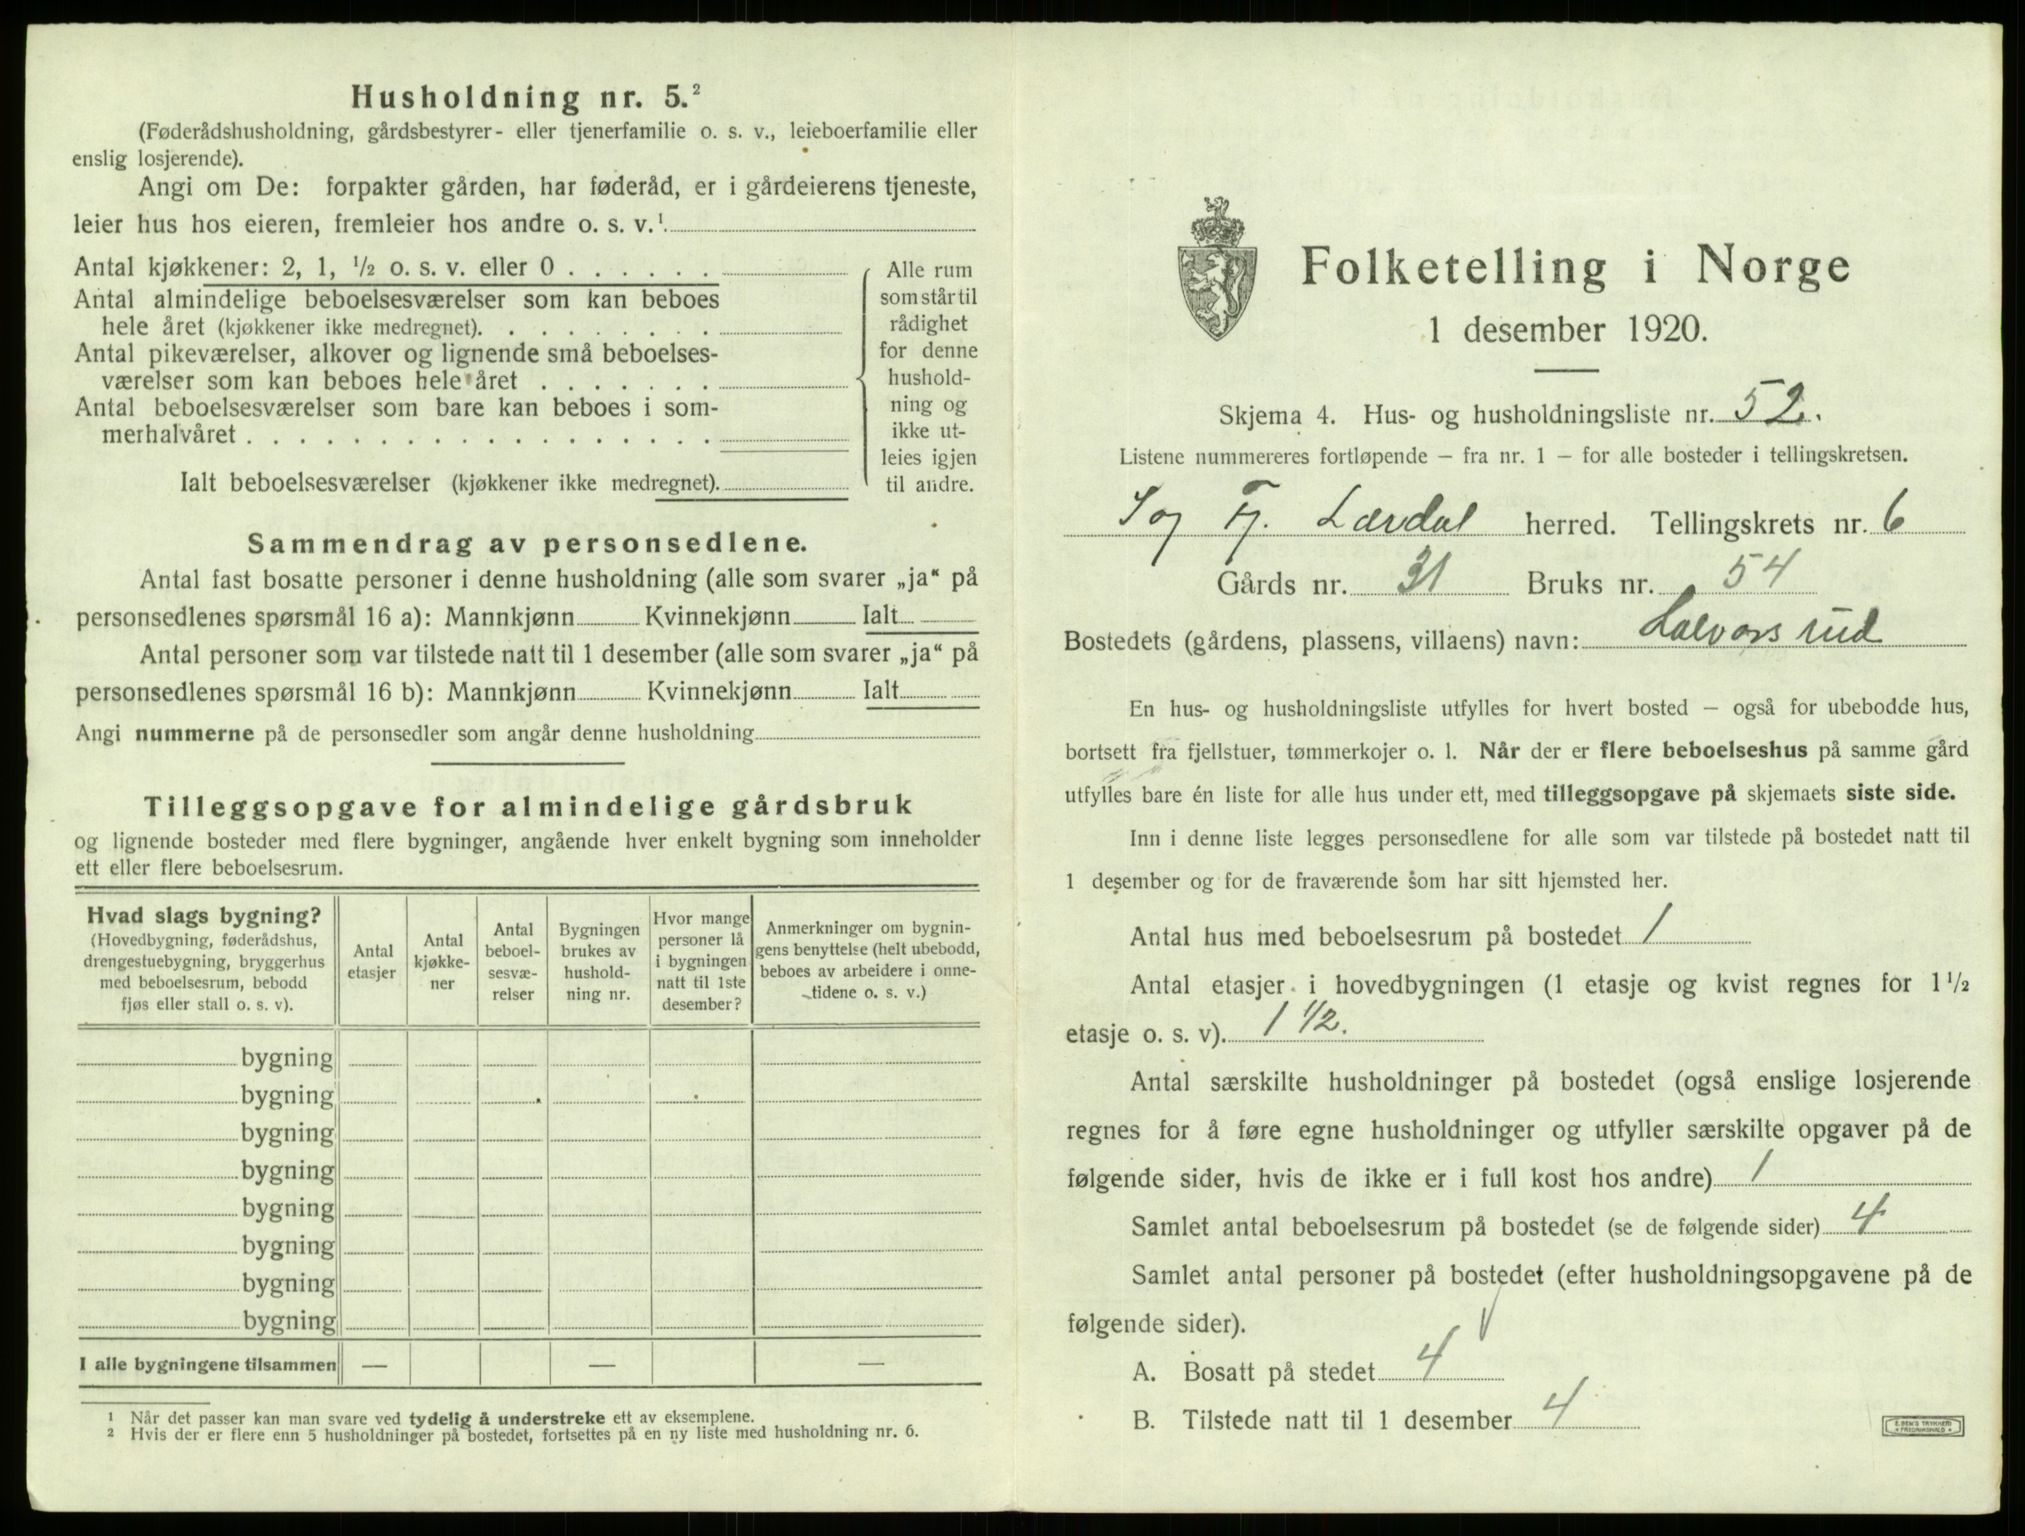 Husholdning nr. 5.²
(Føderådshusholdning, gårdsbestyrer- eller tjenerfamilie o. s. v., leieboerfamilie eller
enslig losjerende).
Angi om De: forpakter gården, har føderåd, er i gårdeierens tjeneste,
leier hus hos eieren, fremleier hos andre o. s. v.¹
Antal kjøkkener: 2, 1, ½ o. s. v. eller 0 . . . . . .
Antal almindelige beboelsesværelser som kan beboes
hele året (kjøkkener ikke medregnet). . . . . . . . .
Antal pikeværelser, alkover og lignende små beboelses-
værelser som kan beboes hele året . . . . . . .
Antal beboelsesværelser som bare kan beboes i som-
merhalvåret . . . . . . . . . . . . . . . . . .
Ialt beboelsesværelser (kjøkkener ikke medregnet).
Alle rum
som står til
rådighet
for denne
hushold-
ning og
ikke ut-
leies igjen
til andre.
Sammendrag av personsedlene.
Antal fast bosatte personer i denne husholdning (alle som svarer „ja“ på
personsedlenes spørsmål 16 a): Mannkjønn Kvinnekjønn Ialt
Antal personer som var tilstede natt til 1 desember (alle som svarer „ja“ på
personsedlenes spørsmål 16 b): Mannkjønn Kvinnekjønn Ialt
Angi nummerne på de personsedler som angår denne husholdning
Tilleggsopgave for almindelige gårdsbruk
og lignende bosteder med flere bygninger, angående hver enkelt bygning som inneholder
ett eller flere beboelsesrum.
Hvad slags bygning?
(Hovedbygning, føderådshus,
drengestuebygning, bryggerhus
med beboelsesrum, bebodd
fjøs eller stall o. s. v).
Antal
etasjer
Antal
kjøkke-
ner
Antal
beboel-
sesvæ-
relser
Bygningen
brukes av
hushold-
ning nr.
Hvor mange
personer lå
i bygningen
natt til 1ste
desember?
Anmerkninger om bygnin-
gens benyttelse (helt ubebodd,
beboes av arbeidere i onne-
tidene o. s. v.)
bygning
bygning
bygning
bygning
bygning
bygning
bygning
bygning
I alle bygningene tilsammen — — —
¹ Når det passer kan man svare ved tydelig å understreke ett av eksemplene.
² Hvis der er flere enn 5 husholdninger på bostedet, fortsettes på en ny liste med husholdning nr. 6.
Folketelling i Norge
1 desember 1920.
Skjema 4. Hus- og husholdningsliste nr. 52.
Listene nummereres fortløpende – fra nr. 1 – for alle bosteder i tellingskretsen.
Sog Fj. Lærdal herred. Tellingskrets nr. 6
Gårds nr. 31 Bruks nr. 54
Bostedets (gårdens, plassens, villaens) navn:
En hus- og husholdningsliste utfylles for hvert bosted – også for ubebodde hus,
bortsett fra fjellstuer, tømmerkojer o. l. Når der er flere beboelseshus på samme gård
utfylles bare én liste for alle hus under ett, med tilleggsopgave på skjemaets siste side.
Inn i denne liste legges personsedlene for alle som var tilstede på bostedet natt til
1 desember og for de fraværende som har sitt hjemsted her.
Antal hus med beboelsesrum på bostedet 1
Antal etasjer i hovedbygningen (1 etasje og kvist regnes for 1½
etasje o. s. v). 1 ½.
Antal særskilte husholdninger på bostedet (også enslige losjerende
regnes for å føre egne husholdninger og utfyller særskilte opgaver på de
følgende sider, hvis de ikke er i full kost hos andre) 1
Samlet antal beboelsesrum på bostedet (se de følgende sider) 4
Samlet antal personer på bostedet (efter husholdningsopgavene på de
følgende sider).
A. Bosatt på stedet 4
B. Tilstede natt til 1 desember 4
E. SEM'S TRYKKERI
FREDRIKSHALD